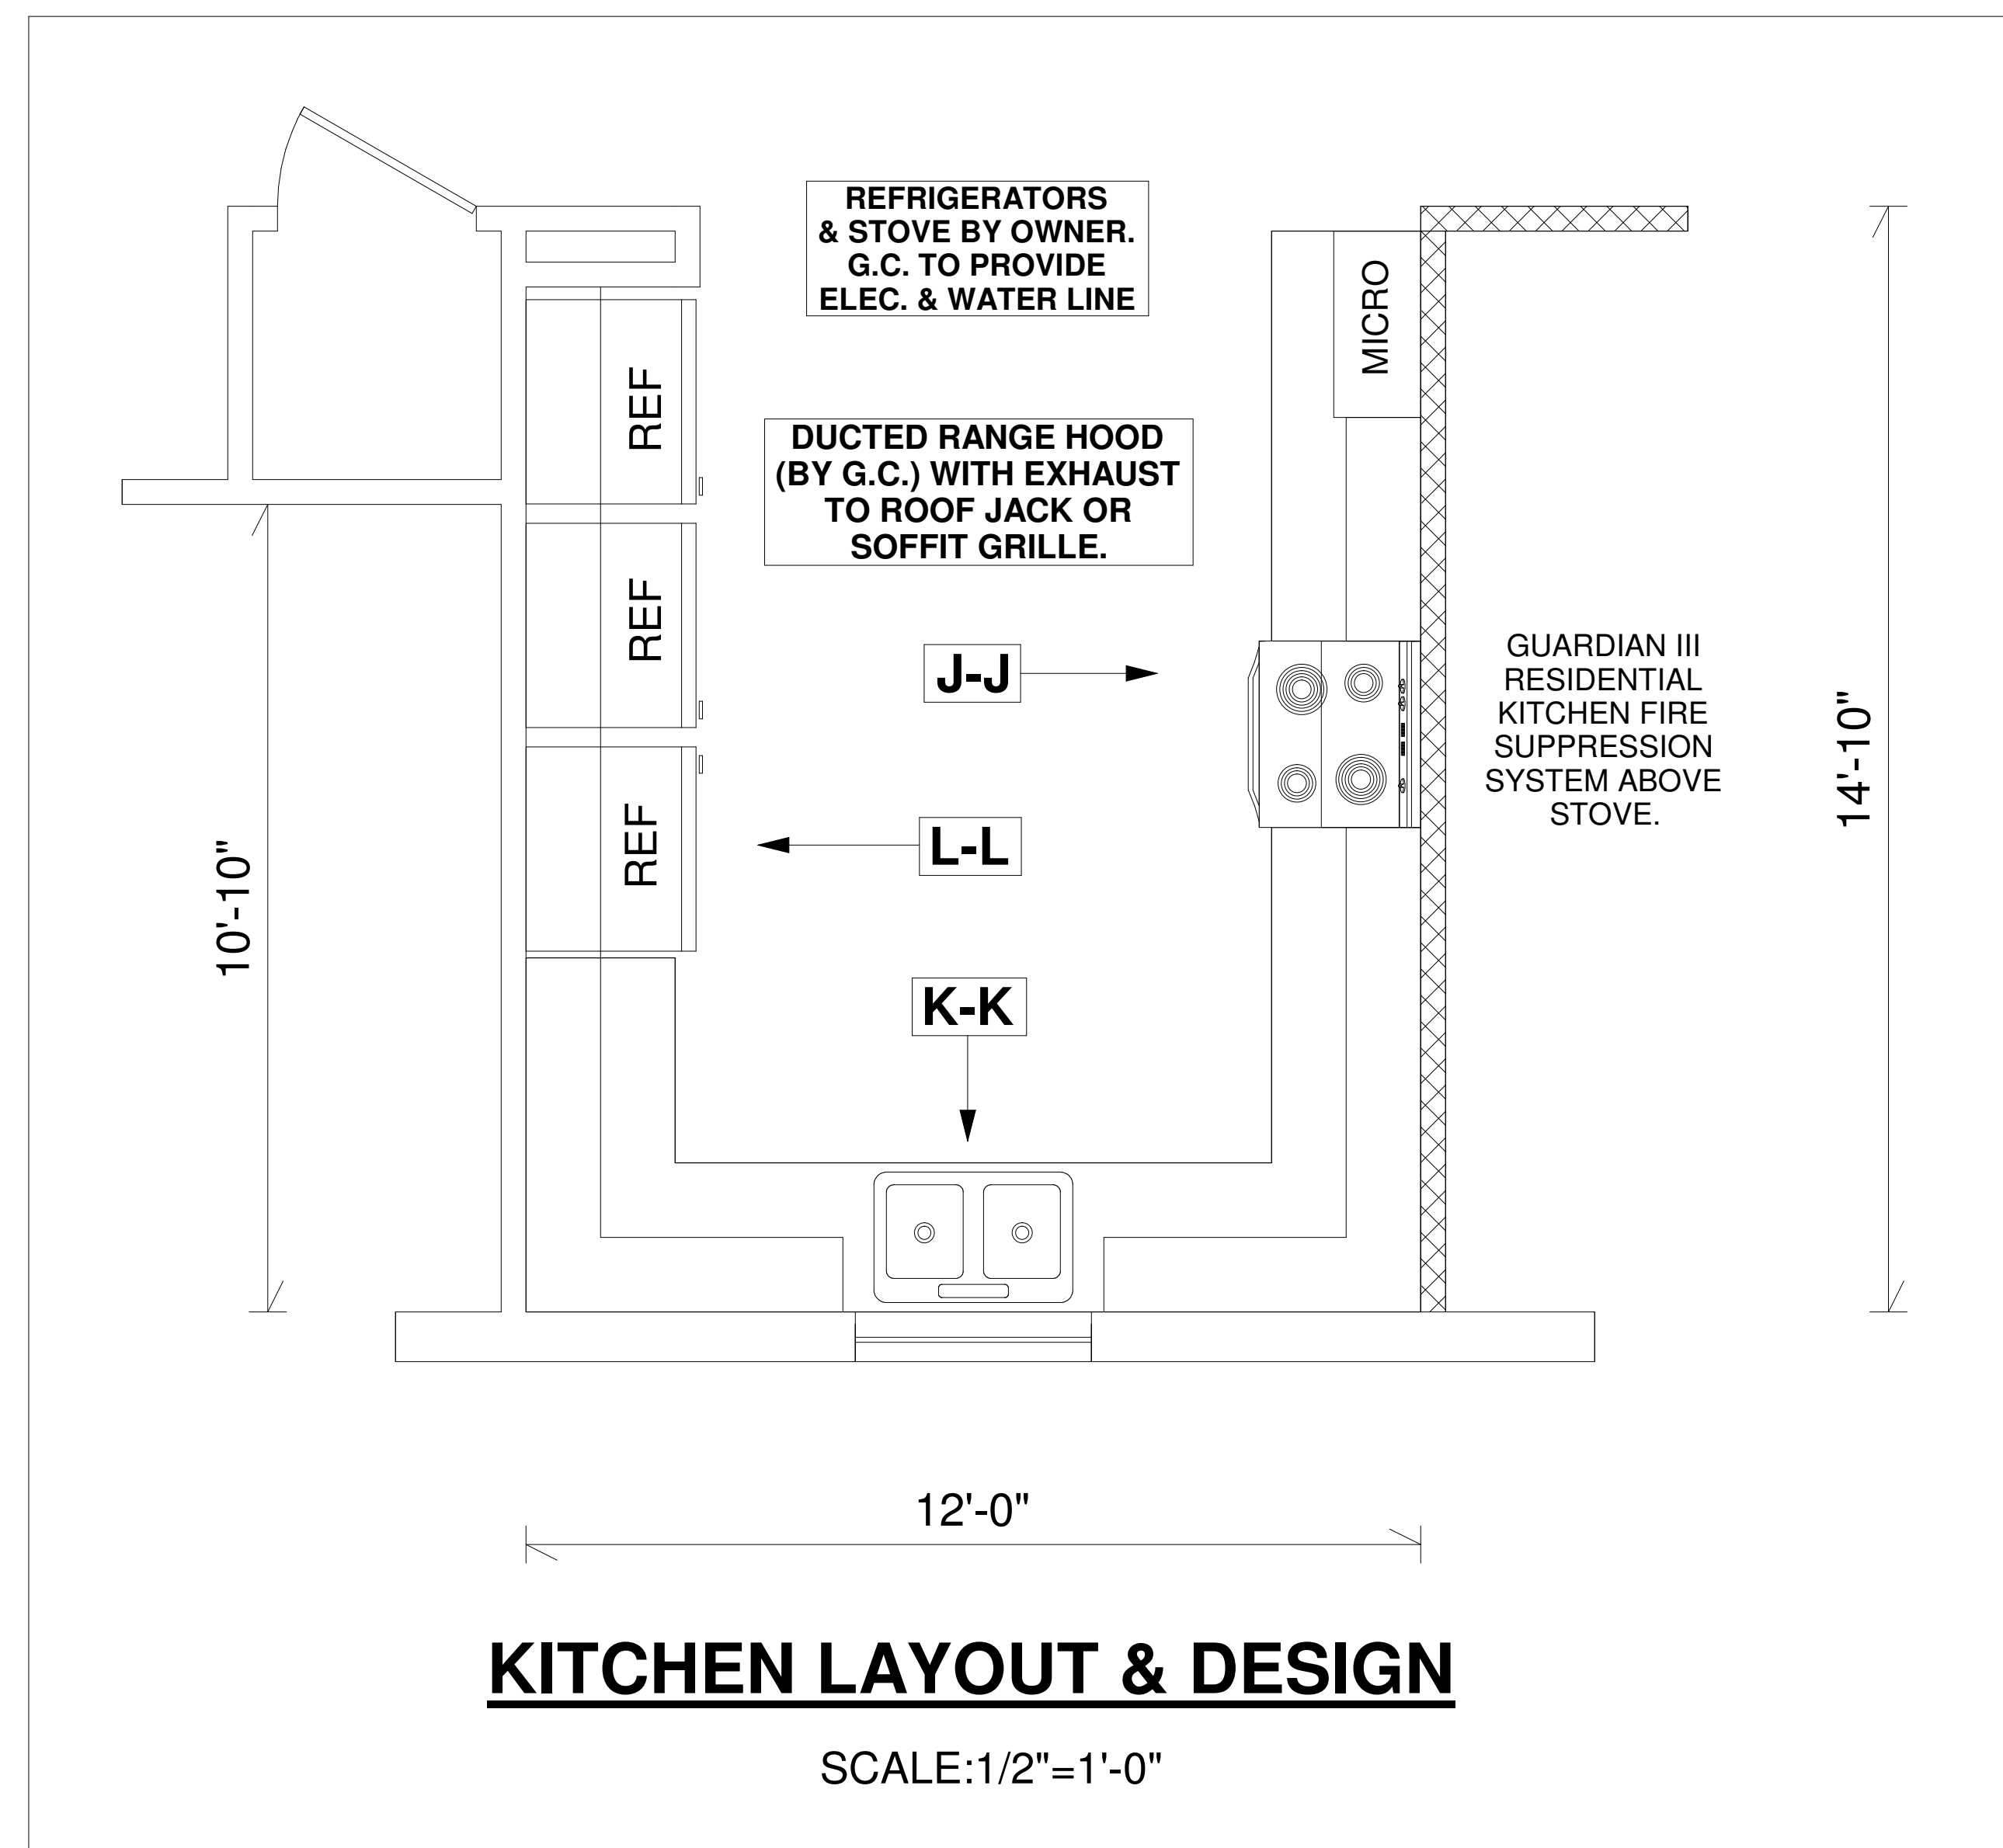 REFRIGERATORS
& STOVE BY OWNER.
G.C. TO PROVIDE
ELEC. & WATER LINE
MICRO
REF
DUCTED RANGE HOOD
(BY G.C.) WITH EXHAUST
TO ROOF JACK OR
SOFFIT GRILLE.
REF
J-J
GUARDIAN III
RESIDENTIAL
KITCHEN FIRE
SUPPRESSION
SYSTEM ABOVE
STOVE.
14'-10"
REF
L-L
10'-10"
K-K
12'-0"
KITCHEN LAYOUT & DESIGN
SCALE:1/2"=1'-0"